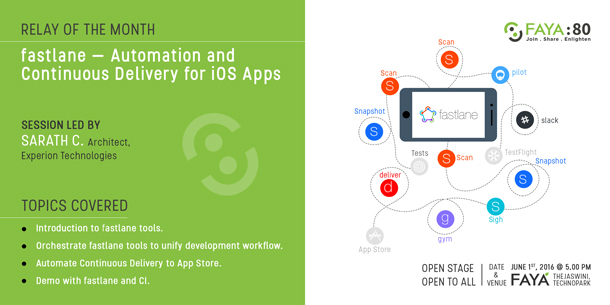 RELAY OF THE MONTH
fastlane — Automation and
Continuous Delivery for iOS Apps
SESSION LED BY
SARATH C. Architect,
Experion Technologies
TOPICS COVERED
Introduction to fastlane tools.
Orchestrate fastlane tools to unify development workflow.
Automate Continuous Delivery to App Store.
Demo with fastlane and CI.
FAYA:80
Join . Share . Enlighten
Scan
S
Scan
S
pilot
Snapshot
S
fastlane
slack
Tests
S
Scan
TestFlight
Snapshot
S
deliver
d
g
gym
S
Sigh
App Store
OPEN STAGE
OPEN TO ALL
DATE
&
VENUE
JUNE 1ST, 2016 @ 5.00 PM
FAYA
THEJASWINI,
TECHNOPARK